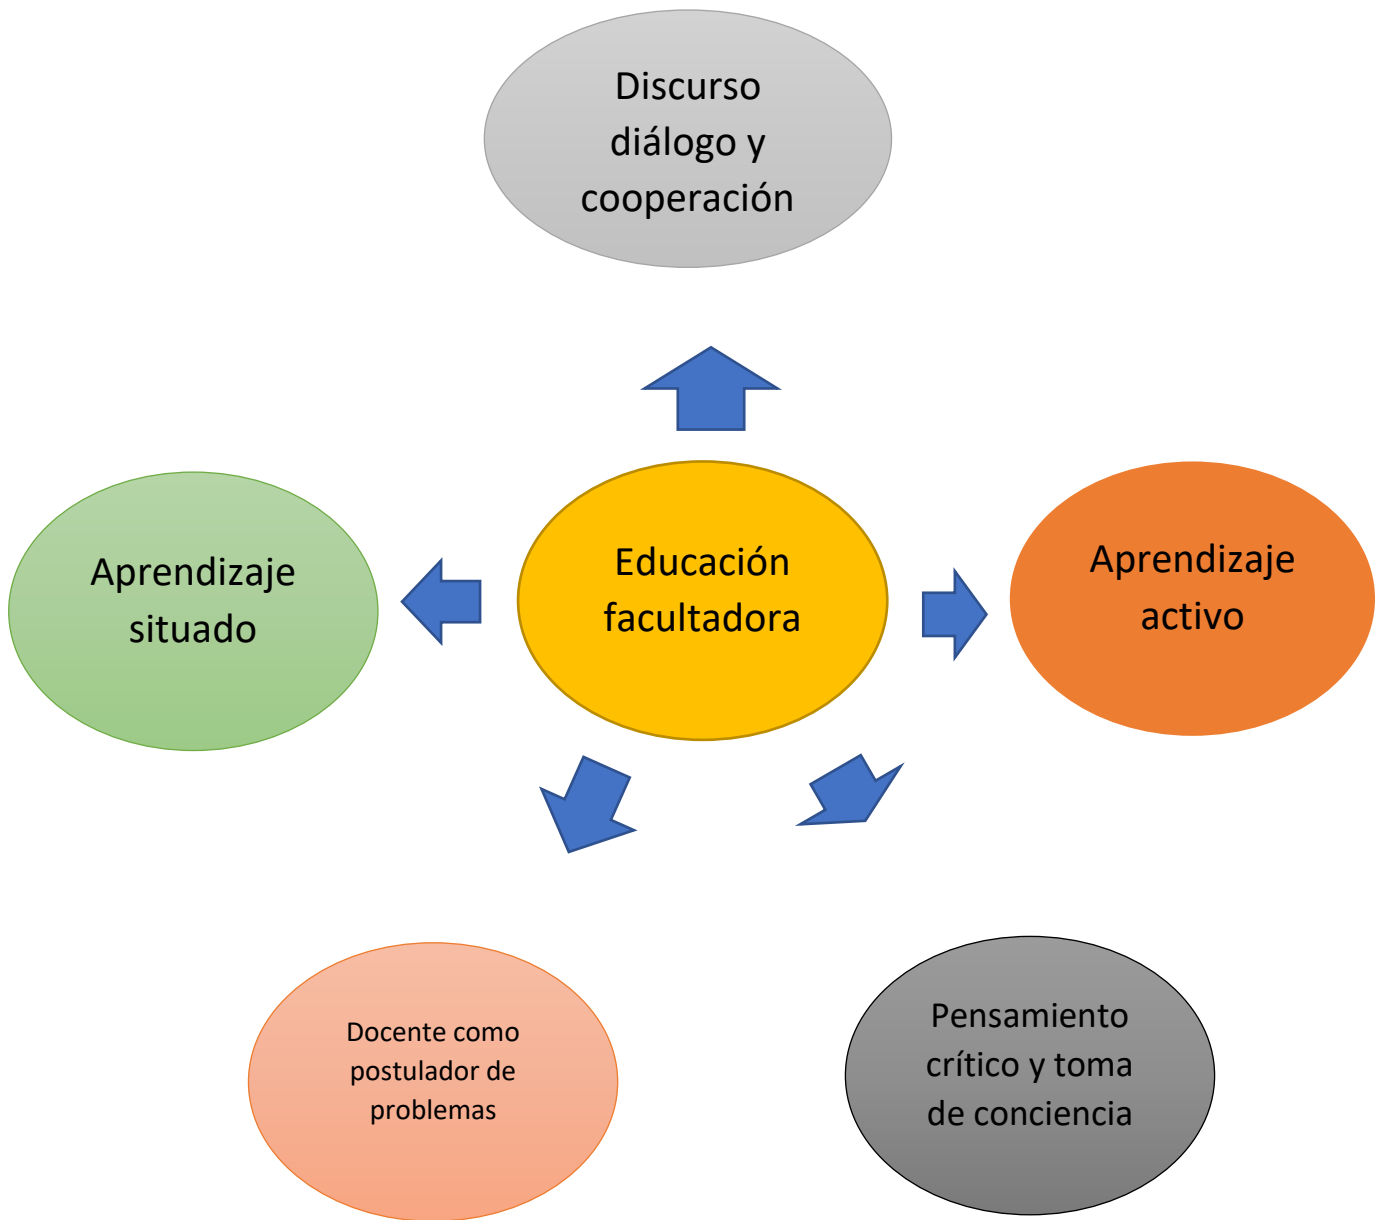 Discurso
diálogo y
cooperación
Aprendizaje
situado
Educación
facultadora
Aprendizaje
activo
Docente como
postulador de
problemas
Pensamiento
crítico y toma
de conciencia